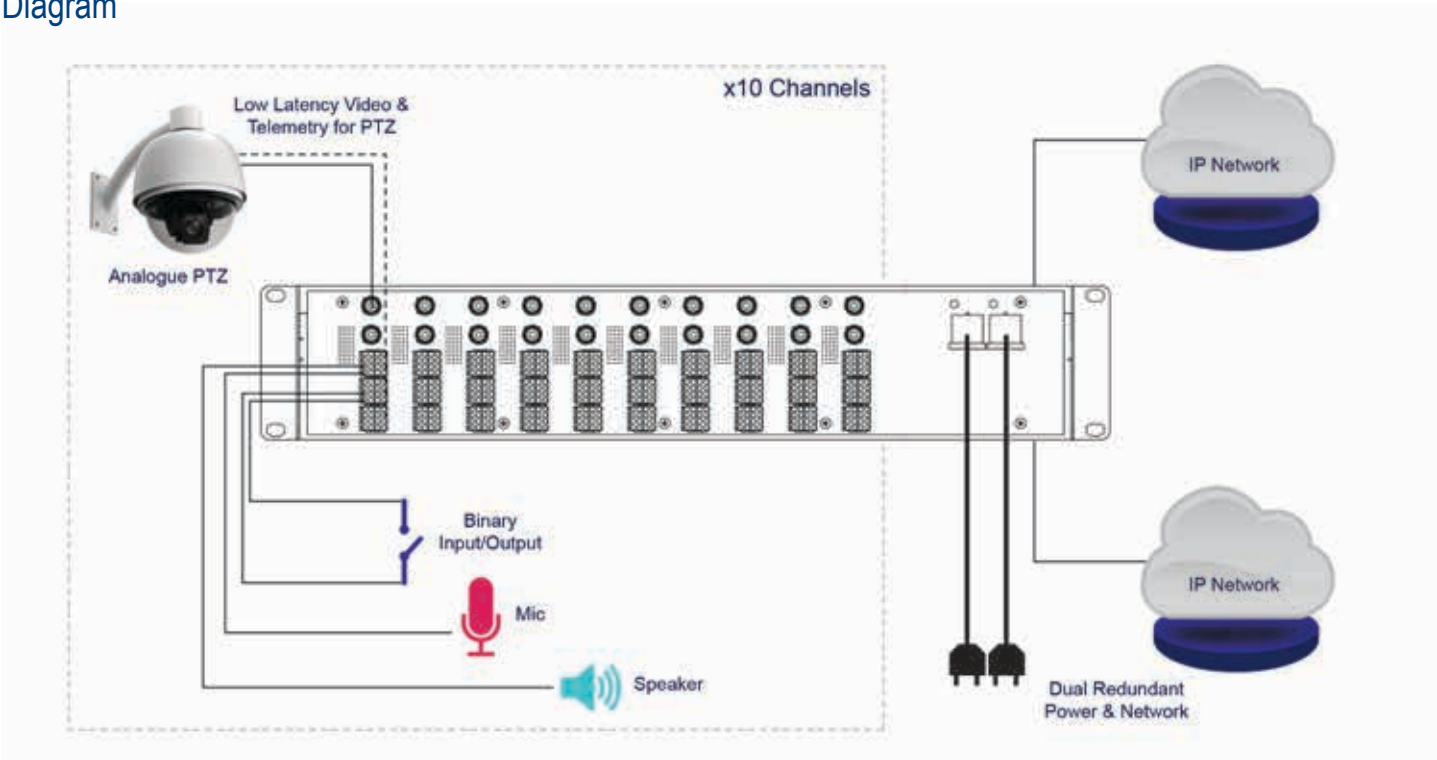 Diagram
x10 Channels
Low Latency Video &
Telemetry for PTZ
Analogue PTZ
IP Network
Binary
Input/Output
Mic
Speaker
IP Network
Dual Redundant
Power & Network